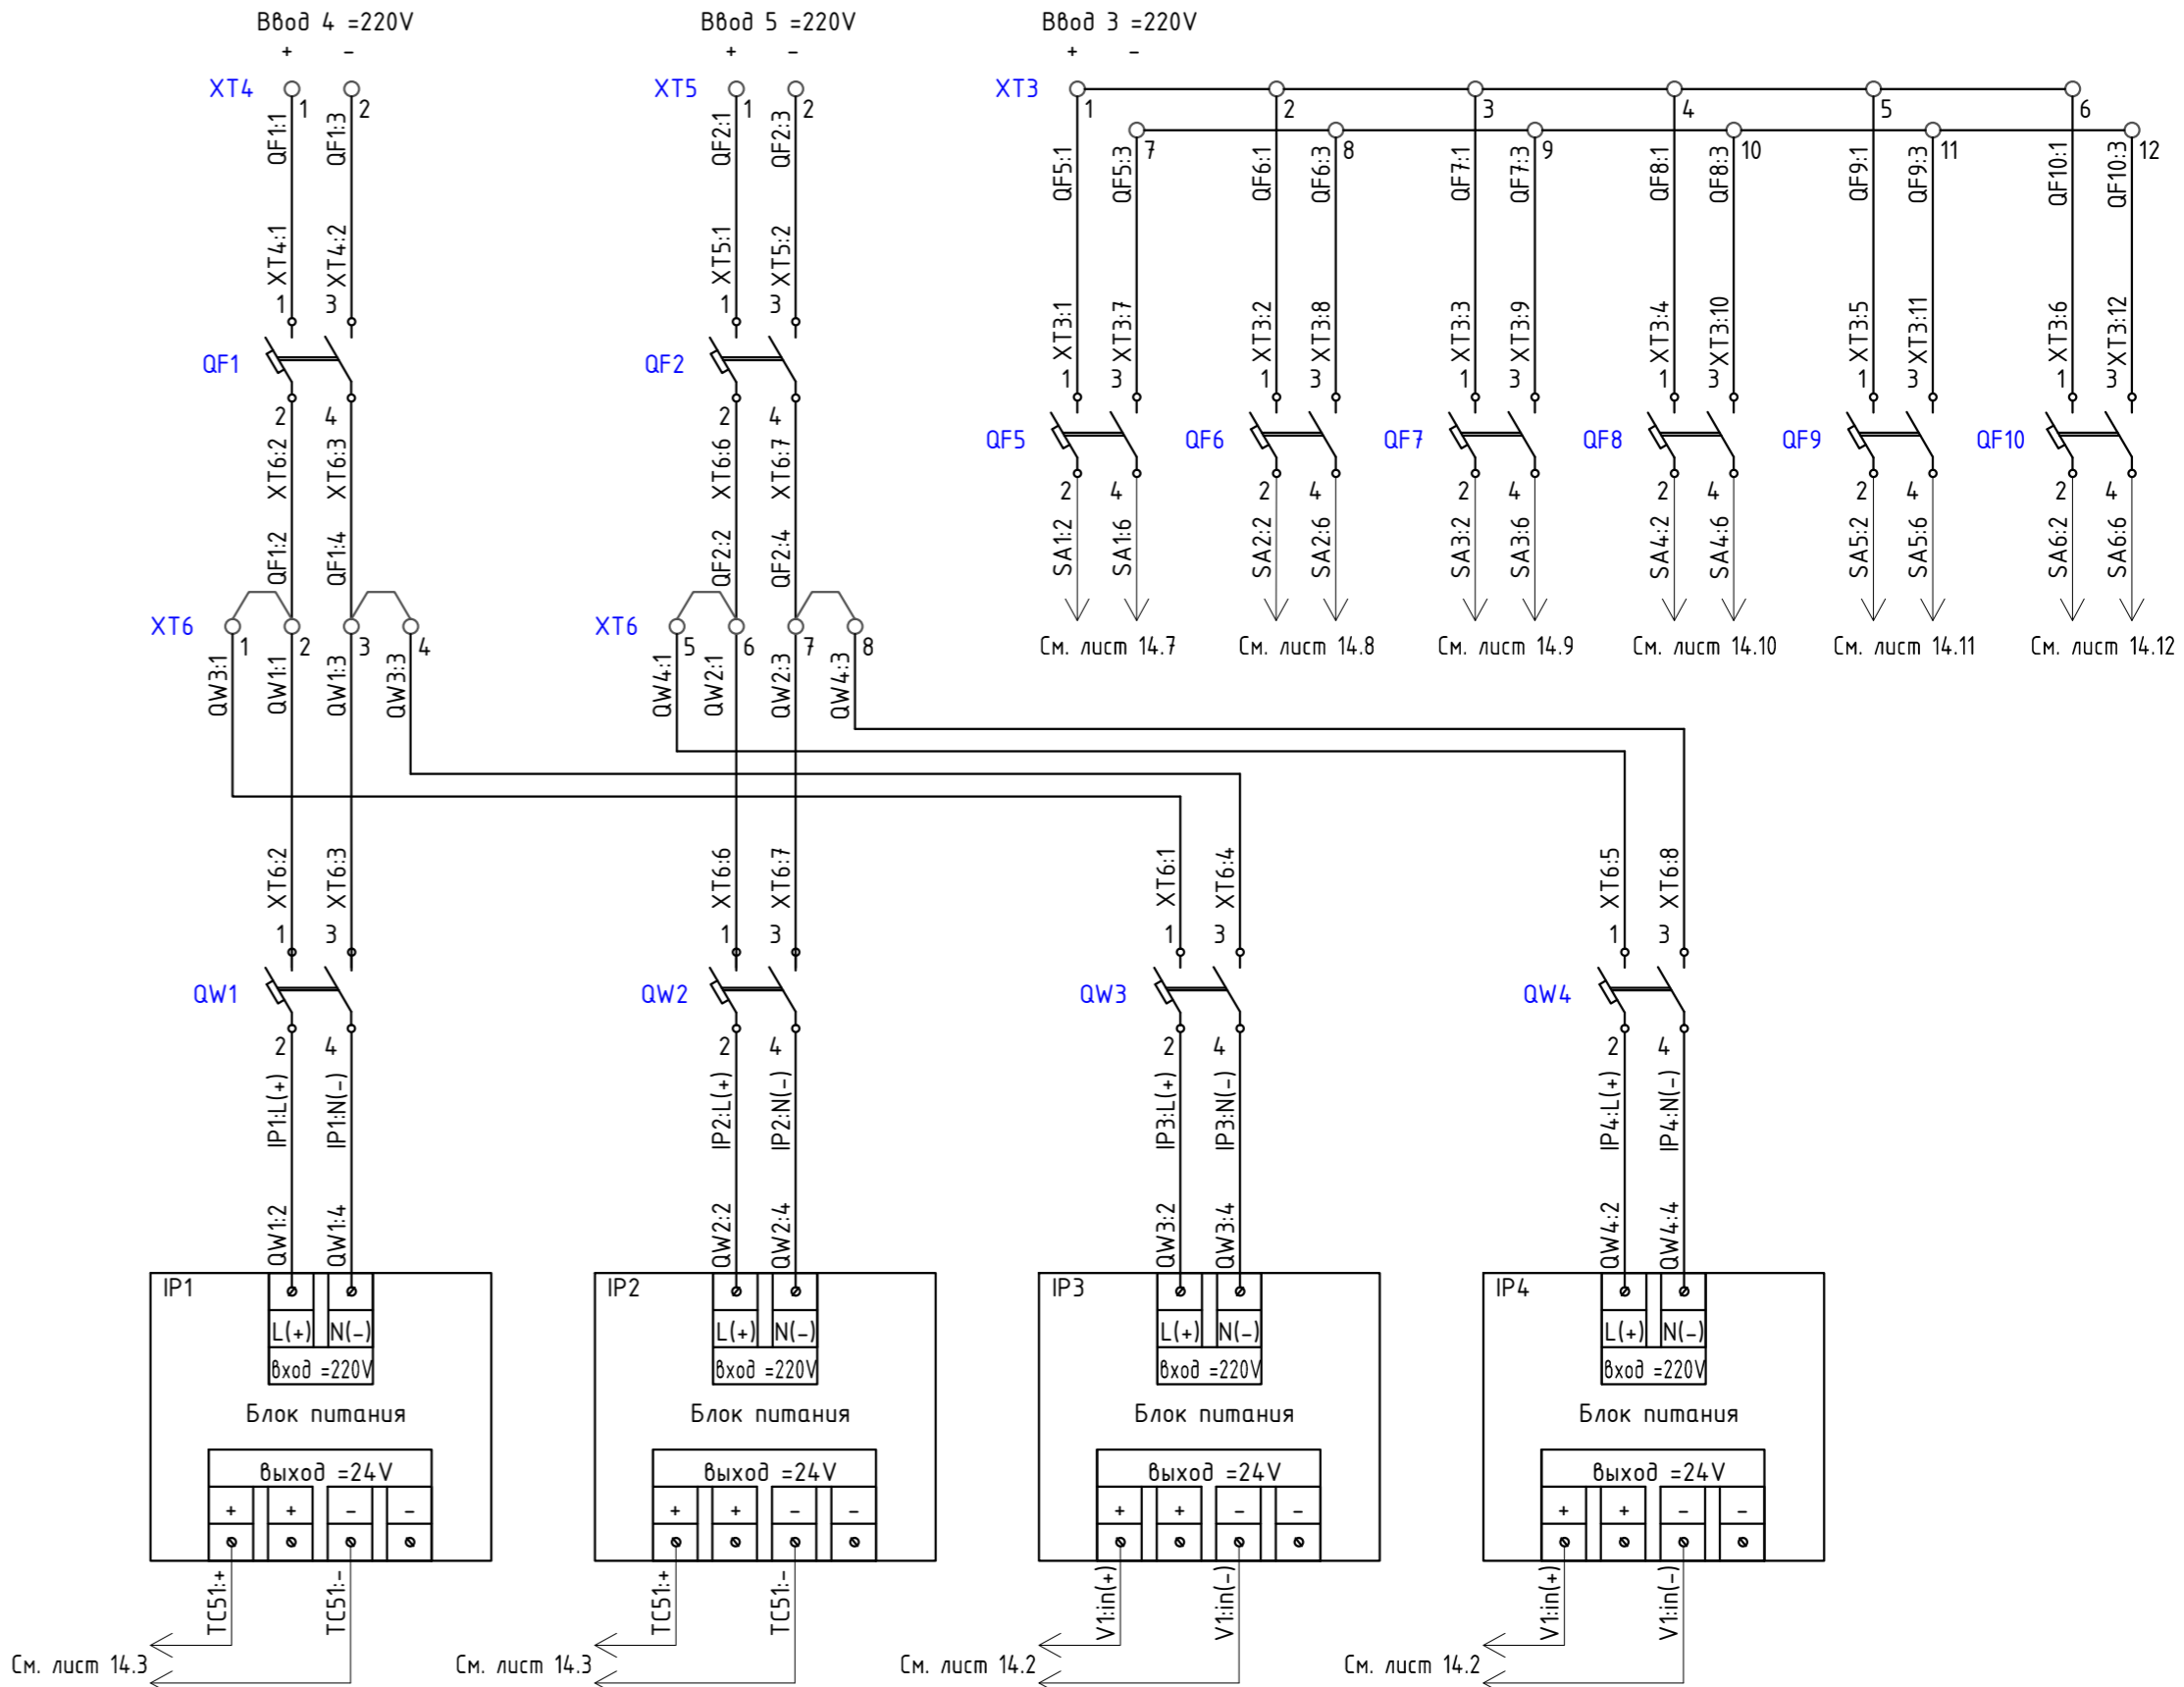 Ввод 4 =220V
Ввод 5 =220V
Ввод 3 =220V
+ -
+ -
+ -
XT4
1
2
XT5
1
2
XT3
1
2
3
4
5
6
7
8
9
10
11
12
QF1:1
QF1:3
QF2:1
QF2:3
QF5:1
QF5:3
QF6:1
QF6:3
QF7:1
QF7:3
QF8:1
QF8:3
QF9:1
QF9:3
QF10:1
QF10:3
XT4:1
XT4:2
XT5:1
XT5:2
XT3:1
XT3:7
XT3:2
XT3:8
XT3:3
XT3:9
XT3:4
XT3:10
XT3:5
XT3:11
XT3:6
XT3:12
1 3
1 3
QF1
QF2
2 4
2 4
1 3
1 3
1 3
1 3
1 3
1 3
QF5
QF6
QF7
QF8
QF9
QF10
2 4
2 4
2 4
2 4
2 4
2 4
XT6:2
XT6:3
XT6:6
XT6:7
SA1:2
SA1:6
SA2:2
SA2:6
SA3:2
SA3:6
SA4:2
SA4:6
SA5:2
SA5:6
SA6:2
SA6:6
QF1:2
QF1:4
QF2:2
QF2:4
См. лист 14.7
См. лист 14.8
См. лист 14.9
См. лист 14.10
См. лист 14.11
См. лист 14.12
XT6
1
2
3
4
XT6
5
6
7
8
QW3:1
QW1:1
QW1:3
QW3:3
QW4:1
QW2:1
QW2:3
QW4:3
XT6:2
XT6:3
XT6:6
XT6:7
XT6:1
XT6:4
XT6:5
XT6:8
1 3
1 3
1 3
1 3
QW1
QW2
QW3
QW4
2 4
2 4
2 4
2 4
IP1:L(+)
IP1:N(-)
IP2:L(+)
IP2:N(-)
IP3:L(+)
IP3:N(-)
IP4:L(+)
IP4:N(-)
QW1:2
QW1:4
QW2:2
QW2:4
QW3:2
QW3:4
QW4:2
QW4:4
IP1
L(+) N(-)
вход =220V
Блок питания
выход =24V
+ + - -
IP2
L(+) N(-)
вход =220V
Блок питания
выход =24V
+ + - -
IP3
L(+) N(-)
вход =220V
Блок питания
выход =24V
+ + - -
IP4
L(+) N(-)
вход =220V
Блок питания
выход =24V
+ + - -
TC51:+
TC51:-
TC51:+
TC51:-
V1:in(+)
V1:in(-)
V1:in(+)
V1:in(-)
См. лист 14.3
См. лист 14.3
См. лист 14.2
См. лист 14.2